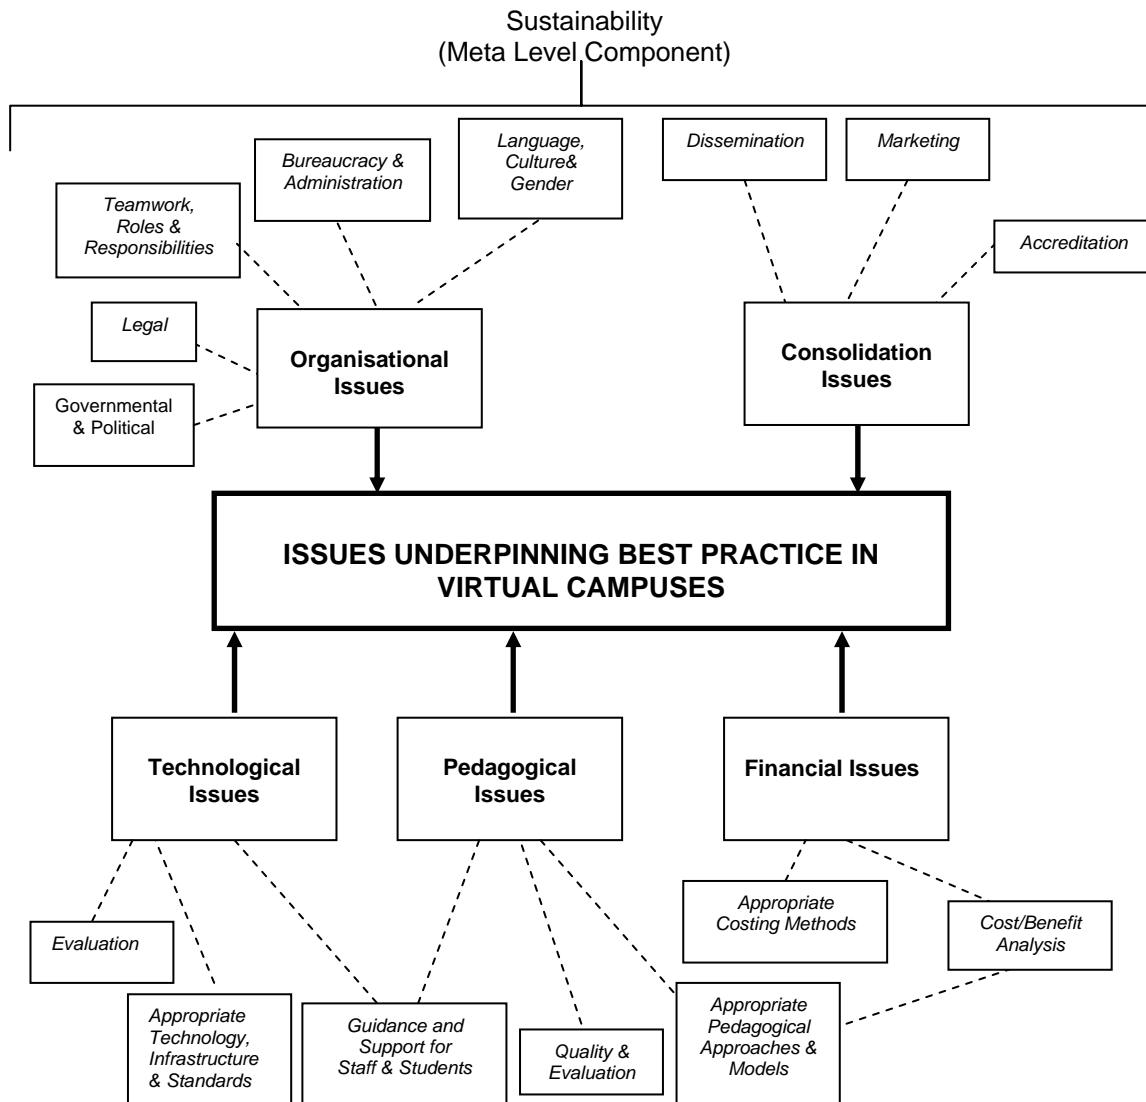 Sustainability
(Meta Level Component)
Language,
Culture&
Gender
Dissemination
Marketing
Bureaucracy &
Administration
Teamwork,
Roles &
Responsibilities
Accreditation
Legal
Organisational
Issues
Consolidation
Issues
Governmental
& Political
ISSUES UNDERPINNING BEST PRACTICE IN
VIRTUAL CAMPUSES
Technological
Issues
Pedagogical
Issues
Financial Issues
Appropriate
Costing Methods
Cost/Benefit
Analysis
Evaluation
Appropriate
Technology,
Infrastructure
& Standards
Guidance and
Support for
Staff & Students
Quality &
Evaluation
Appropriate
Pedagogical
Approaches &
Models